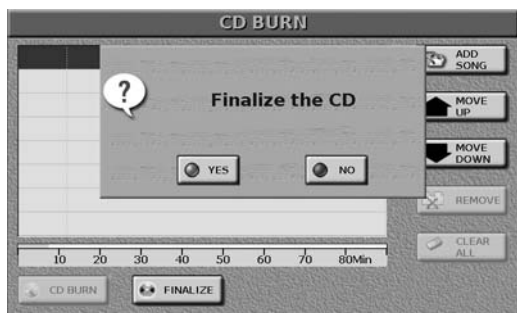 CD BURN
ADD
SONG
?
Finalize the CD
MOVE
UP
YES
NO
MOVE
DOWN
REMOVE
CLEAR
ALL
10 20 30 40 50 60 70 80Min
CD BURN
FINALIZE